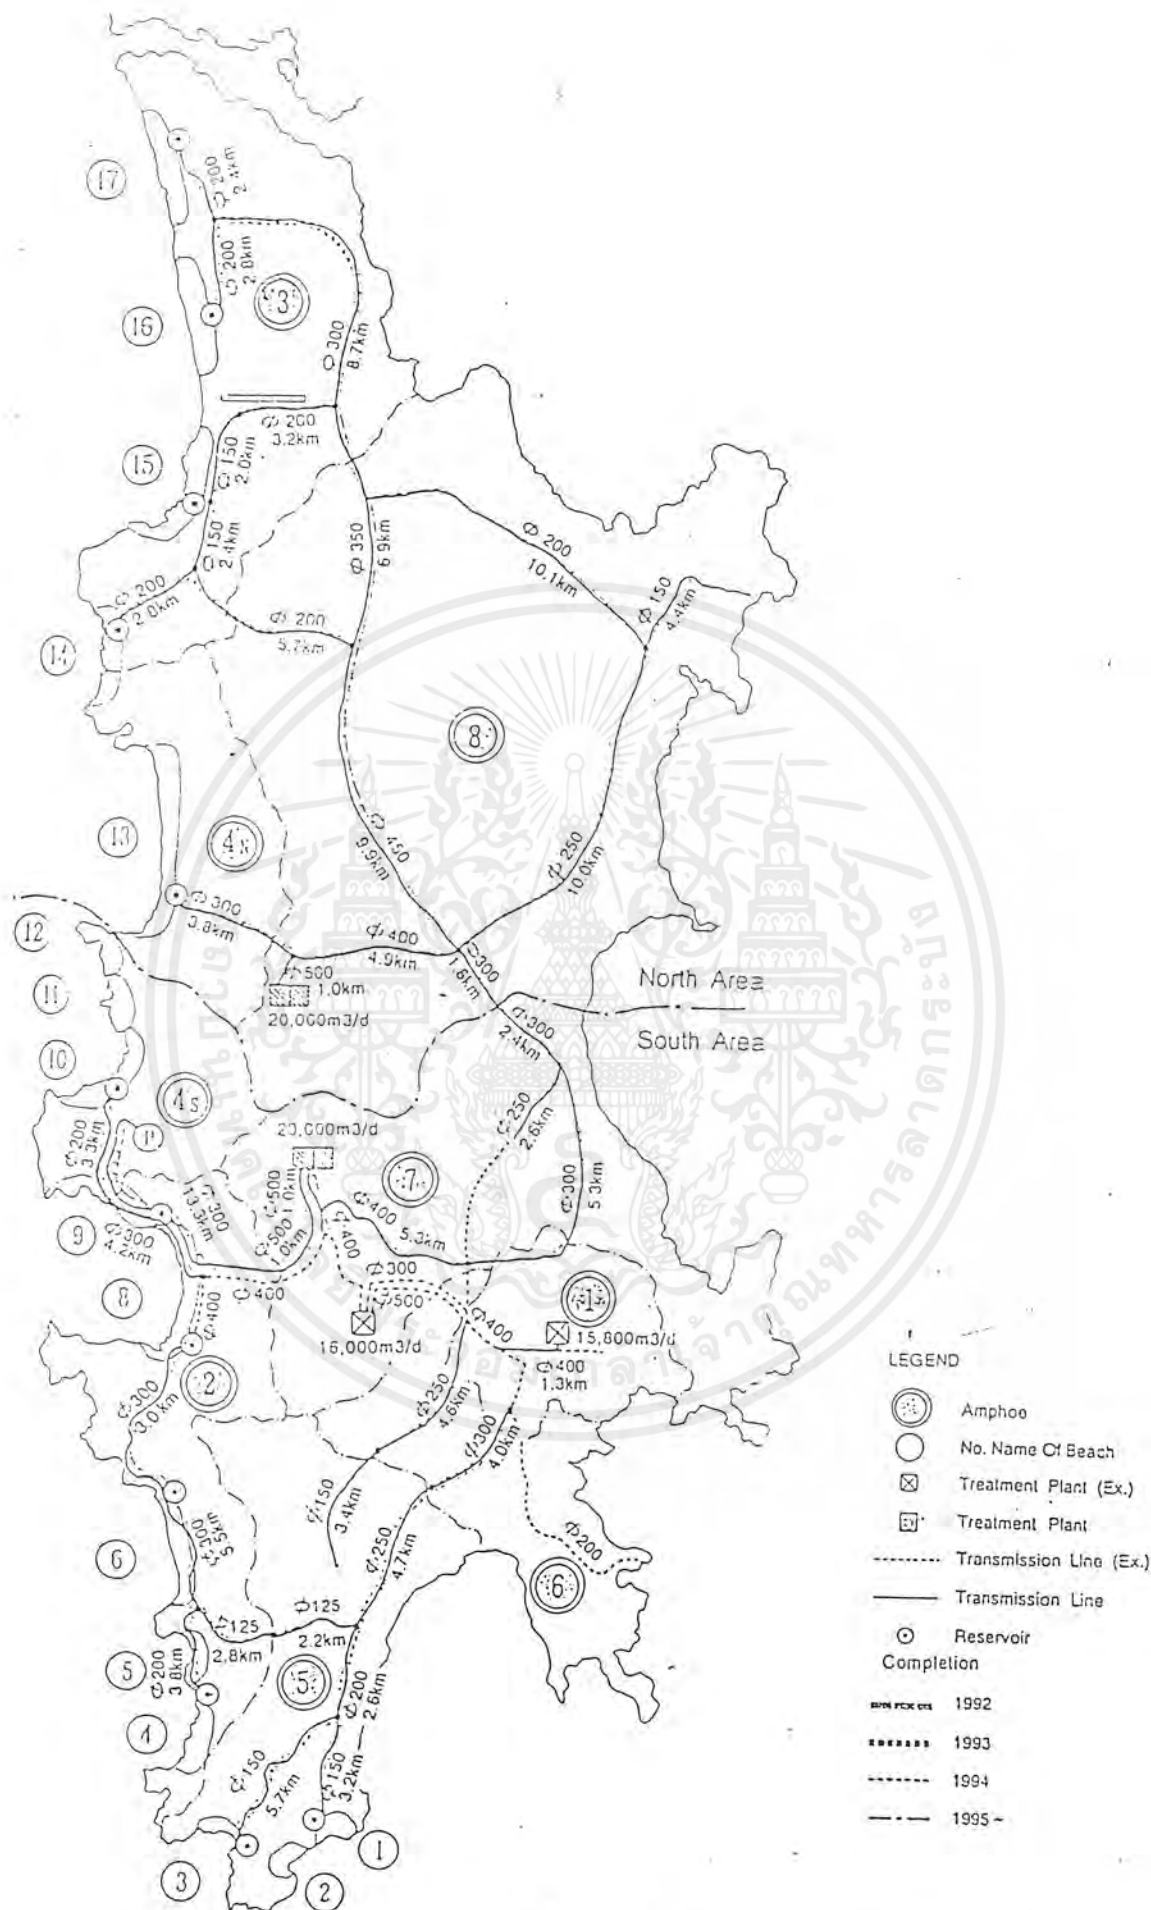 17
Φ 200
2.4km
Φ 200
2.8km
3
16
Φ 300
8.7km
Φ 200
3.2km
15
Φ 150
2.0km
Φ 350
6.9km
Φ 150
2.4km
Φ 200
10.1km
Φ 150
4.4km
Φ 200
2.0km
Φ 200
14
8
13
4N
Φ 450
9.9km
Φ 250
10.0km
12
Φ 300
3.8km
Φ 400
4.9km
Φ 300
1.6km
11
Φ 500
1.0km
20,000m3/d
North Area
Φ 300
2.4km
South Area
10
4S
Φ 250
2.6km
20,000m3/d
Φ 200
3.3km
7
Φ 500
1.0km
Φ 300
5.3km
Φ 300
13.3km
9
Φ 400
5.3km
Φ 300
4.2km
Φ 500
1.0km
Φ 400
Φ 300
8
Φ 400
Φ 400
Φ 500
1
Φ 400
16,000m3/d
15,800m3/d
Φ 400
1.3km
2
Φ 300
3.0km
Φ 250
4.6km
Φ 300
4.0km
Φ 150
3.4km
Φ 300
5.5km
6
Φ 250
4.7km
Φ 200
6
Φ 125
2.8km
Φ 125
2.2km
5
Φ 200
3.8km
5
Φ 200
2.6km
4
Φ 150
5.7km
Φ 150
3.2km
1
3
2
LEGEND
Amphoe
No. Name Of Beach
Treatment Plant (Ex.)
Treatment Plant
Transmission Line (Ex.)
Transmission Line
Reservoir
Completion
1992
1993
1994
1995~